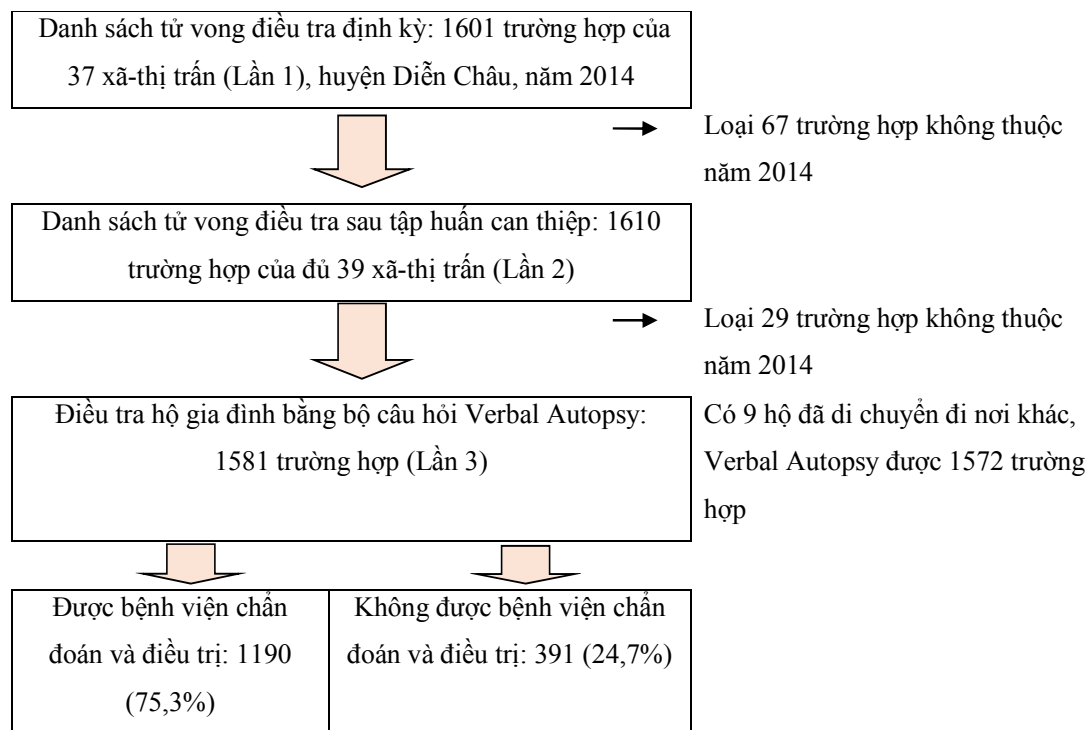 Danh sách tử vong điều tra định kỳ: 1601 trường hợp của
37 xã-thị trấn (Lần 1), huyện Diễn Châu, năm 2014
Loại 67 trường hợp không thuộc
năm 2014
Danh sách tử vong điều tra sau tập huấn can thiệp: 1610
trường hợp của đủ 39 xã-thị trấn (Lần 2)
Loại 29 trường hợp không thuộc
năm 2014
Điều tra hộ gia đình bằng bộ câu hỏi Verbal Autopsy:
1581 trường hợp (Lần 3)
Có 9 hộ đã di chuyển đi nơi khác,
Verbal Autopsy được 1572 trường
hợp
Được bệnh viện chẩn
đoán và điều trị: 1190
(75,3%)
Không được bệnh viện chẩn
đoán và điều trị: 391 (24,7%)